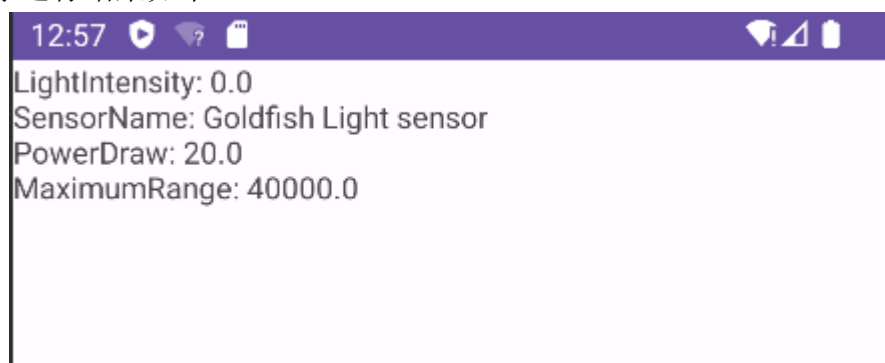 12:57
LightIntensity: 0.0
SensorName: Goldfish Light sensor
PowerDraw: 20.0
MaximumRange: 40000.0